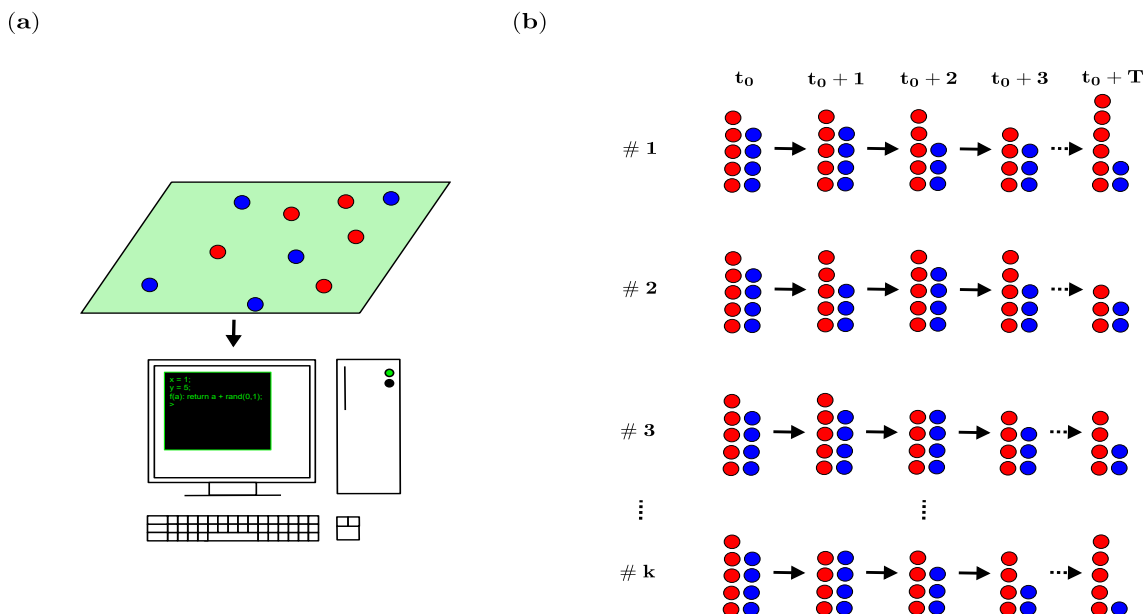 (a)
(b)
t₀ t₀ + 1 t₀ + 2 t₀ + 3 t₀ + T
# 1
# 2
# 3
# k
x = 1;
y = 5;
f(a): return a + rand(0,1);
>